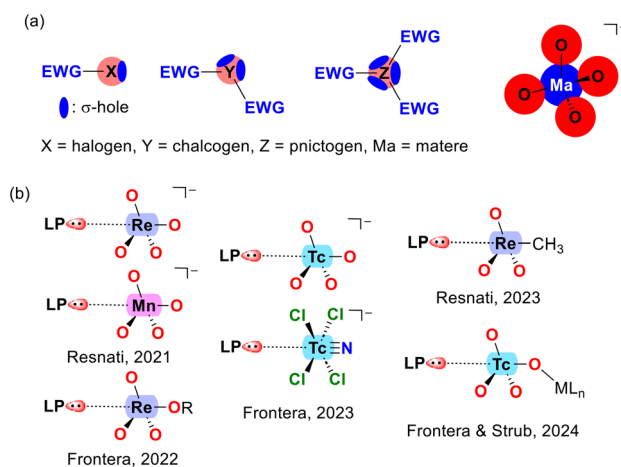 (a)
EWG X
EWG Y EWG
EWG Z EWG EWG
O O O O Ma ⁻
: σ-hole
X = halogen, Y = chalcogen, Z = pnictogen, Ma = matere
(b)
LP O Re O O O ⁻
LP O Mn O O O ⁻
Resnati, 2021
LP O Re OR O O
Frontera, 2022
LP O Tc O O O ⁻
LP Cl Cl Tc N Cl Cl ⁻
Frontera, 2023
LP O Re CH₃ O O
Resnati, 2023
LP O Tc O O O MLₙ
Frontera & Strub, 2024